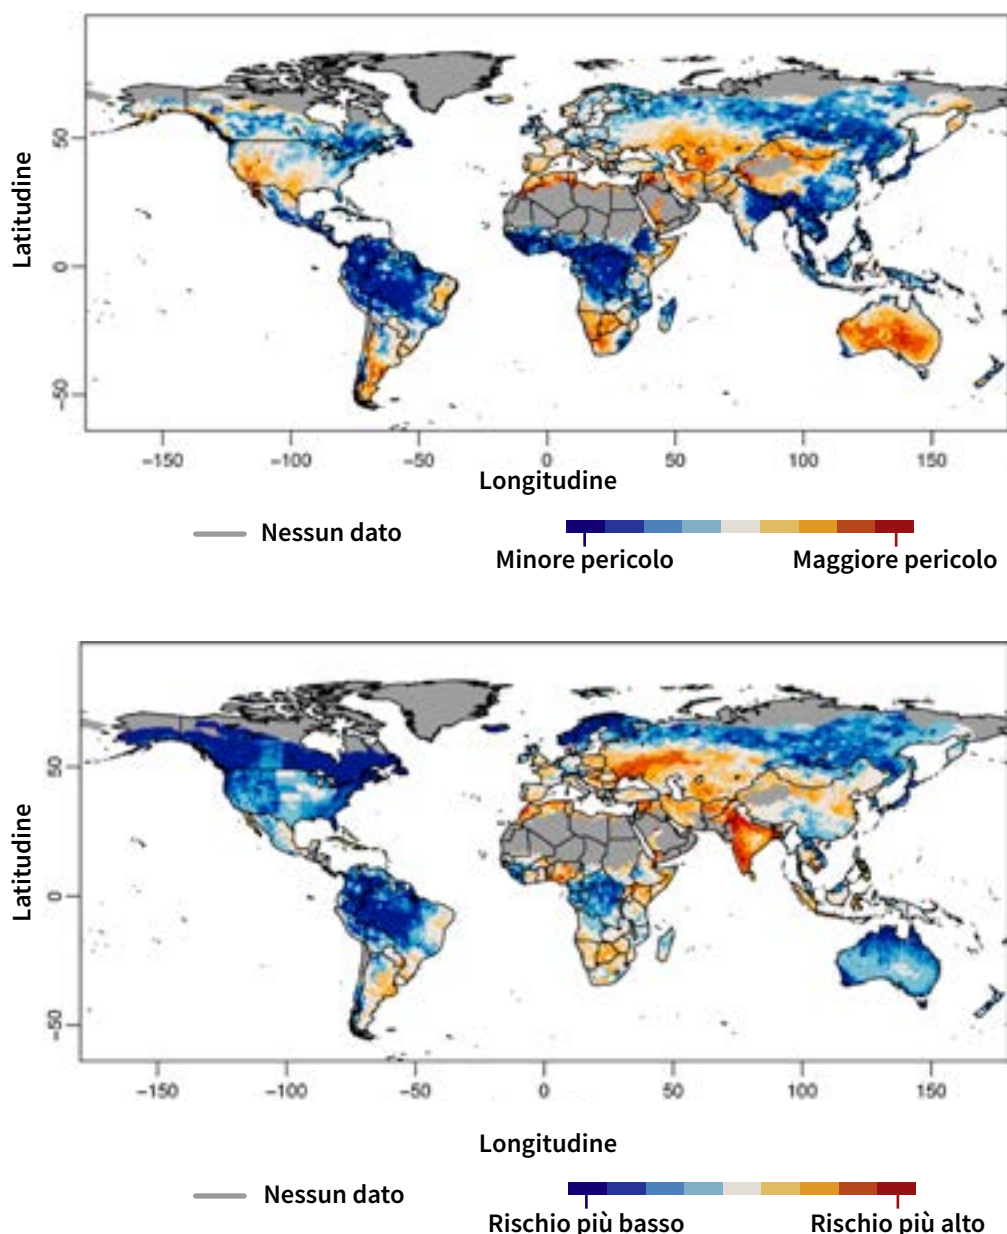 Latitudine
50
0
−50
−150
−100
−50
0
50
100
150
Longitudine
Nessun dato
Minore pericolo
Maggiore pericolo
Latitudine
50
0
−50
−150
−100
−50
0
50
100
150
Longitudine
Nessun dato
Rischio più basso
Rischio più alto